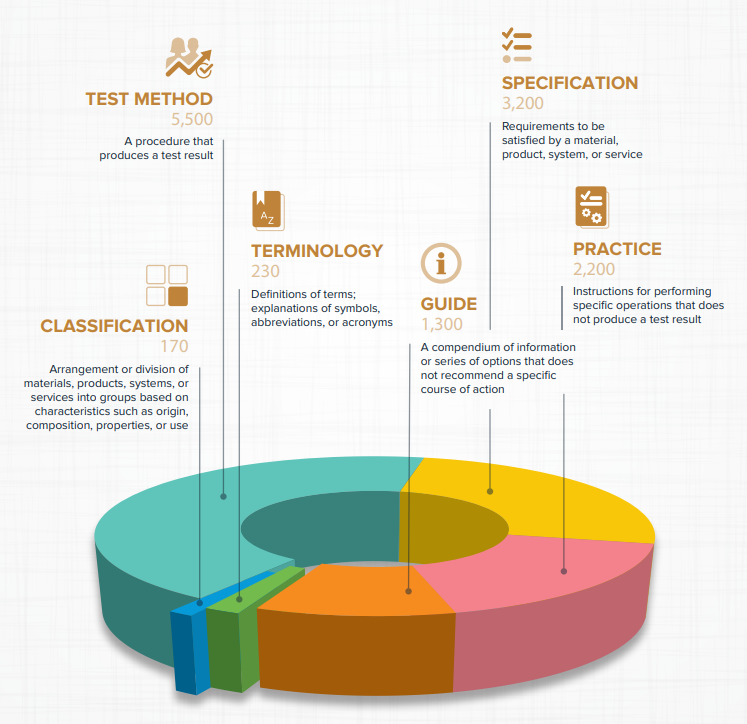 TEST METHOD
5,500
A procedure that
produces a test result
SPECIFICATION
3,200
Requirements to be
satisfied by a material,
product, system, or service
A
Z
TERMINOLOGY
230
Definitions of terms;
explanations of symbols,
abbreviations, or acronyms
PRACTICE
2,200
Instructions for performing
specific operations that does
not produce a test result
i
GUIDE
1,300
A compendium of information
or series of options that does
not recommend a specific
course of action
CLASSIFICATION
170
Arrangement or division of
materials, products, systems, or
services into groups based on
characteristics such as origin,
composition, properties, or use